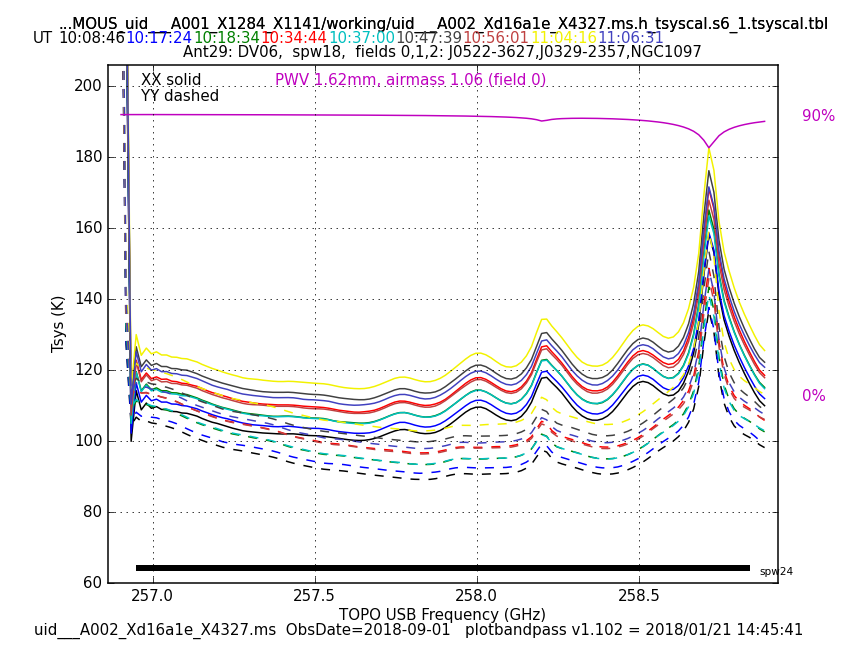 ...MOUS_uid___A001_X1284_X1141/working/uid___A002_Xd16a1e_X4327.ms.h_tsyscal.s6_1.tsyscal.tbl
UT 10:08:46 10:17:24 10:18:34 10:34:44 10:37:00 10:47:39 10:56:01 11:04:16 11:06:31
Ant29: DV06, spw18, fields 0,1,2: J0522-3627,J0329-2357,NGC1097
XX solid
YY dashed
PWV 1.62mm, airmass 1.06 (field 0)
90%
0%
200
180
160
140
120
100
80
60
Tsys (K)
spw24
257.0 257.5 258.0 258.5
TOPO USB Frequency (GHz)
uid___A002_Xd16a1e_X4327.ms ObsDate=2018-09-01 plotbandpass v1.102 = 2018/01/21 14:45:41